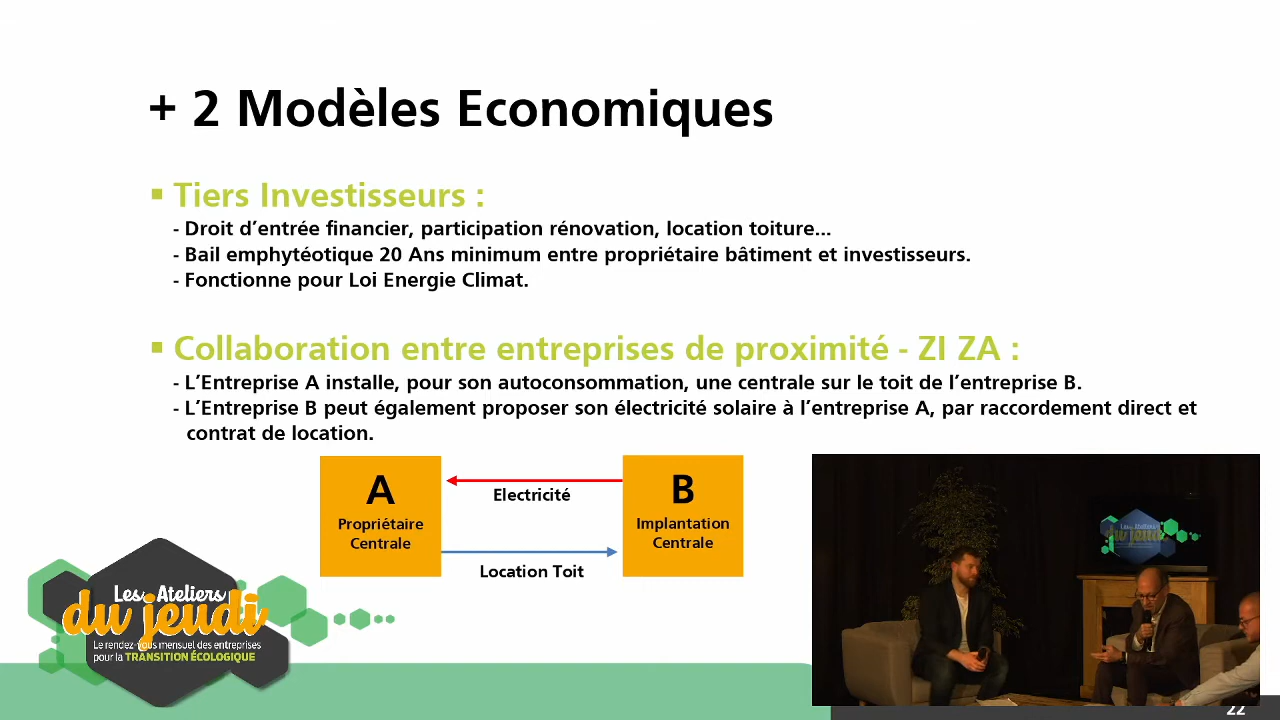 + 2 Modèles Economiques
Tiers Investisseurs :
- Droit d’entrée financier, participation rénovation, location toiture...
- Bail emphytéotique 20 Ans minimum entre propriétaire bâtiment et investisseurs.
- Fonctionne pour Loi Energie Climat.
Collaboration entre entreprises de proximité - ZI ZA :
- L’Entreprise A installe, pour son autoconsommation, une centrale sur le toit de l’entreprise B.
- L’Entreprise B peut également proposer son électricité solaire à l’entreprise A, par raccordement direct et
contrat de location.
A
Propriétaire
Centrale
Electricité
Location Toit
B
Implantation
Centrale
Les Ateliers
du jeudi
Le rendez-vous mensuel des entreprises
pour la TRANSITION ÉCOLOGIQUE
Les Ateliers
du jeudi
22